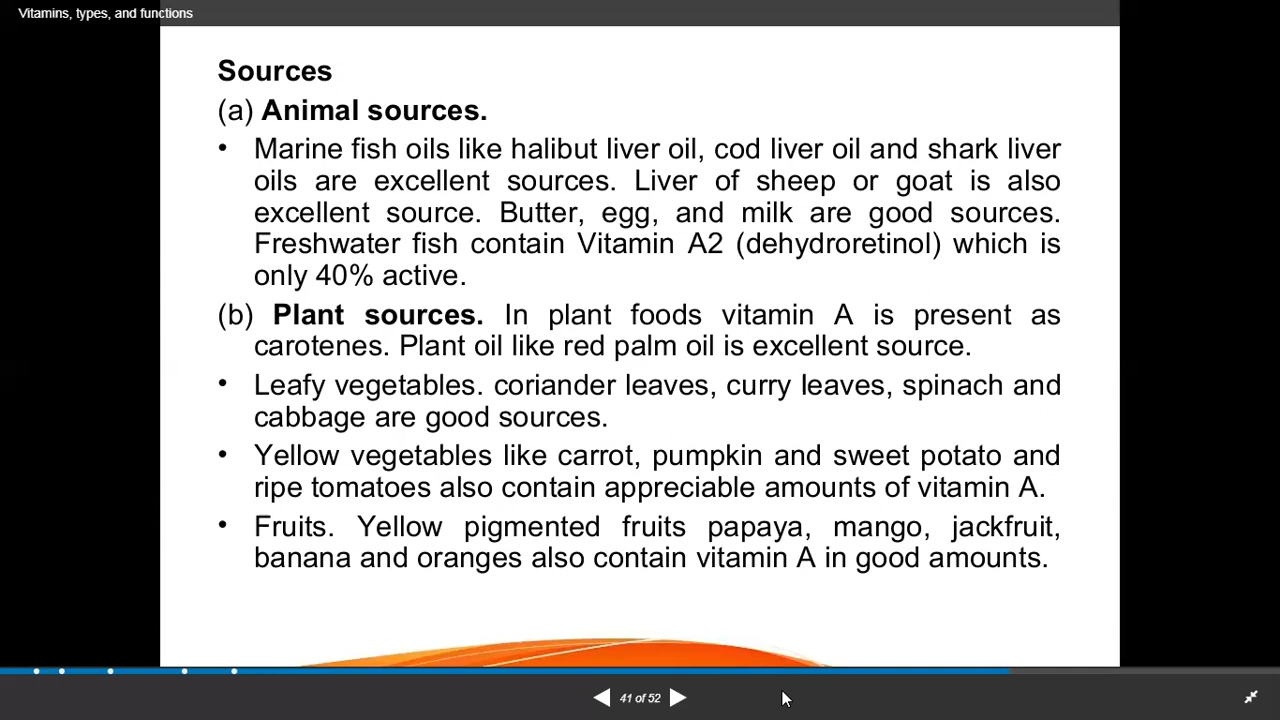 Vitamins, types, and functions
Sources
(a) Animal sources.
• Marine fish oils like halibut liver oil, cod liver oil and shark liver
oils are excellent sources. Liver of sheep or goat is also
excellent source. Butter, egg, and milk are good sources.
Freshwater fish contain Vitamin A2 (dehydroretinol) which is
only 40% active.
(b) Plant sources. In plant foods vitamin A is present as
carotenes. Plant oil like red palm oil is excellent source.
• Leafy vegetables. coriander leaves, curry leaves, spinach and
cabbage are good sources.
• Yellow vegetables like carrot, pumpkin and sweet potato and
ripe tomatoes also contain appreciable amounts of vitamin A.
• Fruits. Yellow pigmented fruits papaya, mango, jackfruit,
banana and oranges also contain vitamin A in good amounts.
41 of 52